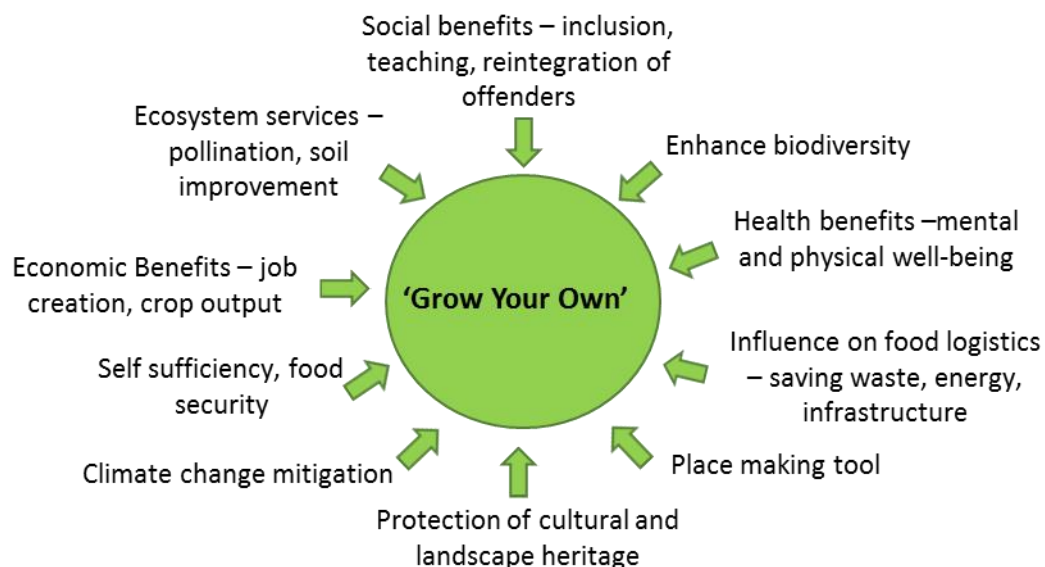 Social benefits – inclusion,
teaching, reintegration of
offenders
Ecosystem services –
pollination, soil
improvement
Enhance biodiversity
Health benefits –mental
and physical well-being
Economic Benefits – job
creation, crop output
‘Grow Your Own’
Influence on food logistics
– saving waste, energy,
infrastructure
Self sufficiency, food
security
Climate change mitigation
Place making tool
Protection of cultural and
landscape heritage